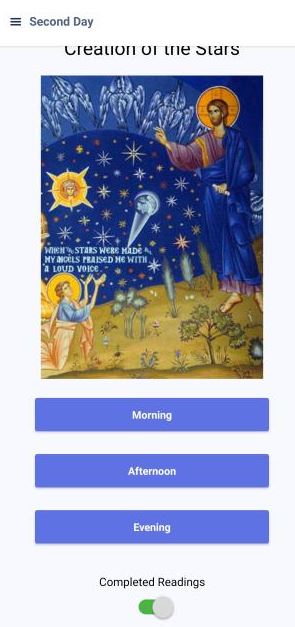 Second Day
Creation of the Stars
WHEN THE STARS WERE MADE
MY ANGELS PRAISED ME WITH
A LOUD VOICE
Morning
Afternoon
Evening
Completed Readings